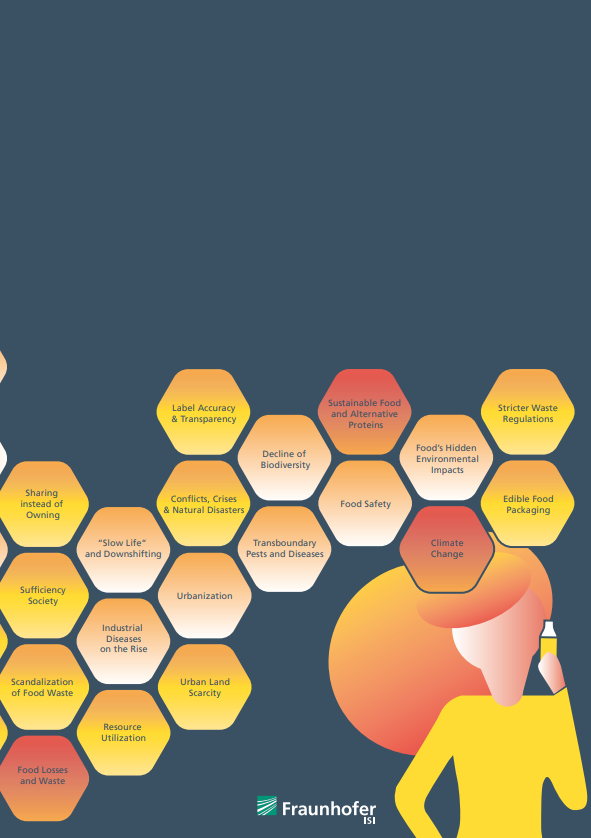 Label Accuracy
& Transparency
Sustainable Food
and Alternative
Proteins
Stricter Waste
Regulations
Decline of
Biodiversity
Food's Hidden
Environmental
Impacts
Sharing
instead of
Owning
Conflicts, Crises
& Natural Disasters
Food Safety
Edible Food
Packaging
“Slow Life”
and Downshifting
Transboundary
Pests and Diseases
Climate
Change
Sufficiency
Society
Urbanization
Industrial
Diseases
on the Rise
Scandalization
of Food Waste
Urban Land
Scarcity
Resource
Utilization
Food Losses
and Waste
Fraunhofer
ISI